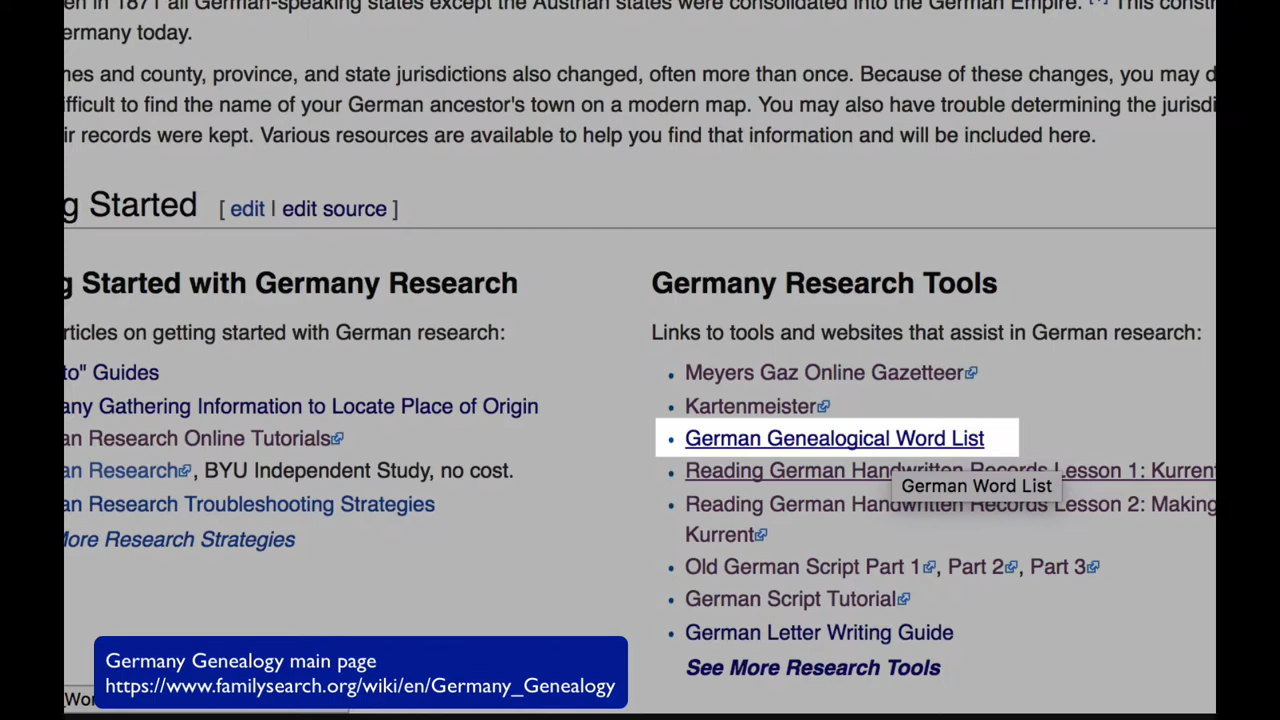 en in 1871 all German-speaking states except the Austrian states were consolidated into the German Empire. This constr
ermany today.
mes and county, province, and state jurisdictions also changed, often more than once. Because of these changes, you may d
ifficult to find the name of your German ancestor's town on a modern map. You may also have trouble determining the jurisdi
ir records were kept. Various resources are available to help you find that information and will be included here.
g Started [ edit | edit source ]
g Started with Germany Research
rticles on getting started with German research:
to" Guides
any Gathering Information to Locate Place of Origin
an Research Online Tutorials
an Research, BYU Independent Study, no cost.
an Research Troubleshooting Strategies
More Research Strategies
Germany Research Tools
Links to tools and websites that assist in German research:
• Meyers Gaz Online Gazetteer
• Kartenmeister
• German Genealogical Word List
• Reading German Handwritten Records Lesson 1: Kurrent
German Word List
• Reading German Handwritten Records Lesson 2: Making
Kurrent
• Old German Script Part 1, Part 2, Part 3
• German Script Tutorial
• German Letter Writing Guide
See More Research Tools
Germany Genealogy main page
https://www.familysearch.org/wiki/en/Germany_Genealogy